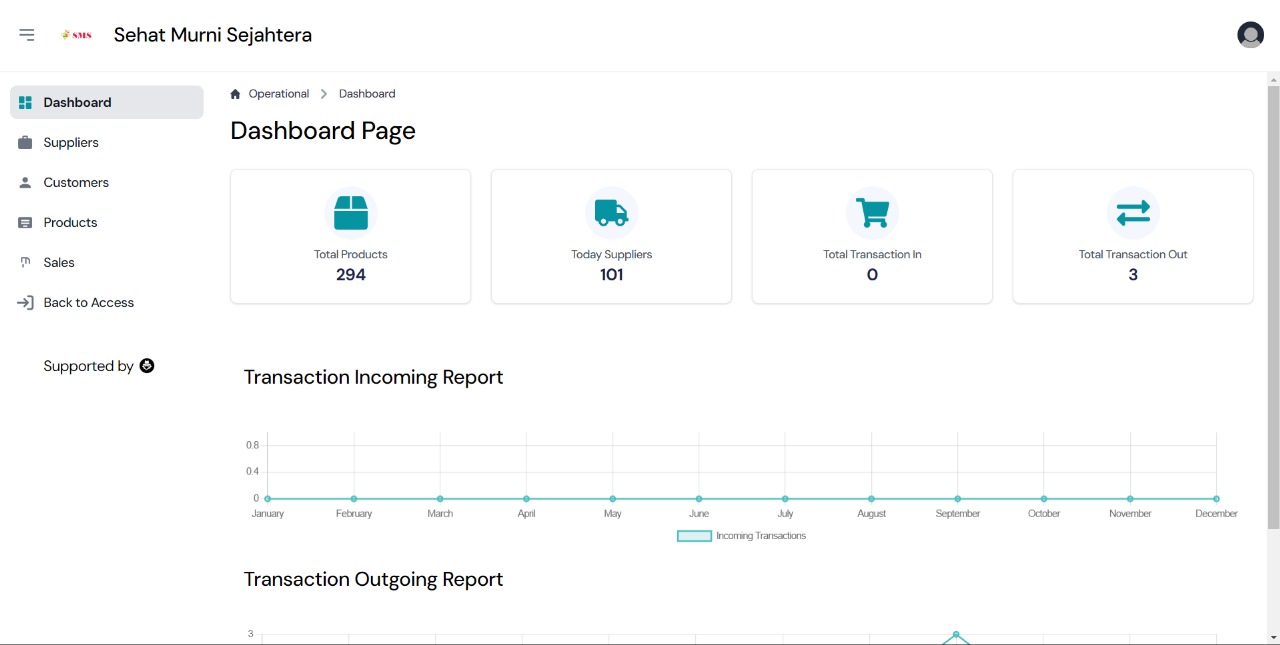 SMS Sehat Murni Sejahtera
Dashboard
Suppliers
Customers
Products
Sales
Back to Access
Supported by
Operational Dashboard
Dashboard Page
Total Products
294
Today Suppliers
101
Total Transaction In
0
Total Transaction Out
3
Transaction Incoming Report
0.8
0.4
0
January February March April May June July August September October November December
Incoming Transactions
Transaction Outgoing Report
3